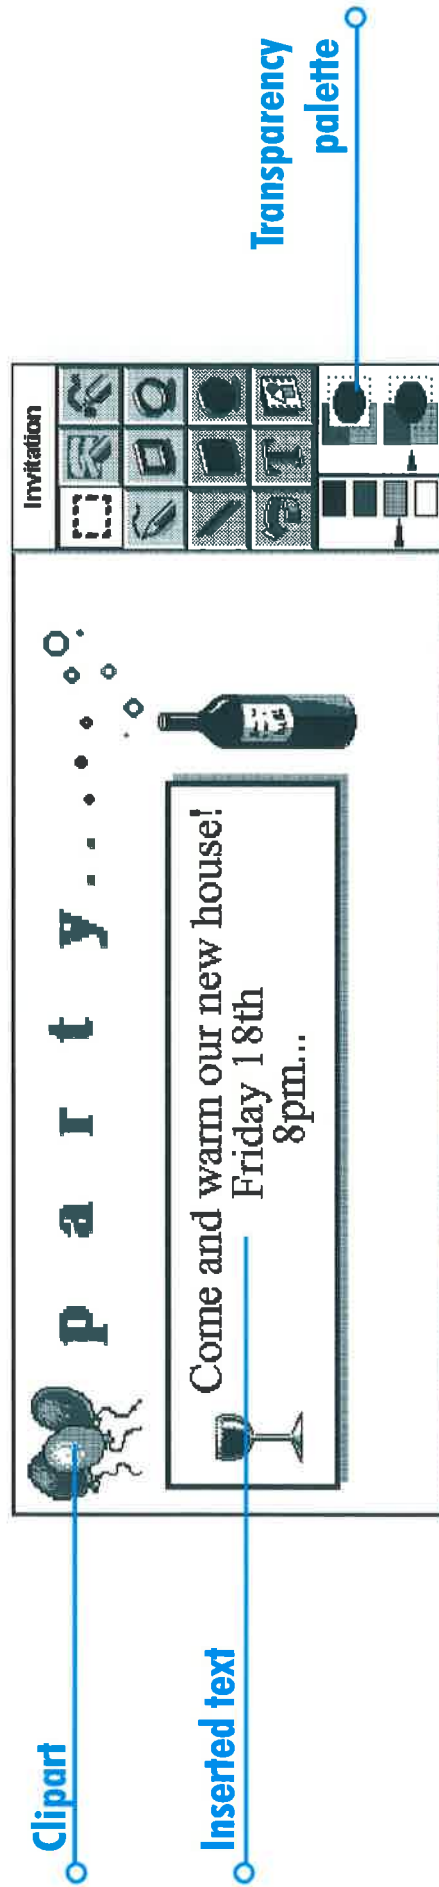 Clipart
Inserted text
Transparency
palette
Invitation
party....
Come and warm our new house!
Friday 18th
8pm...